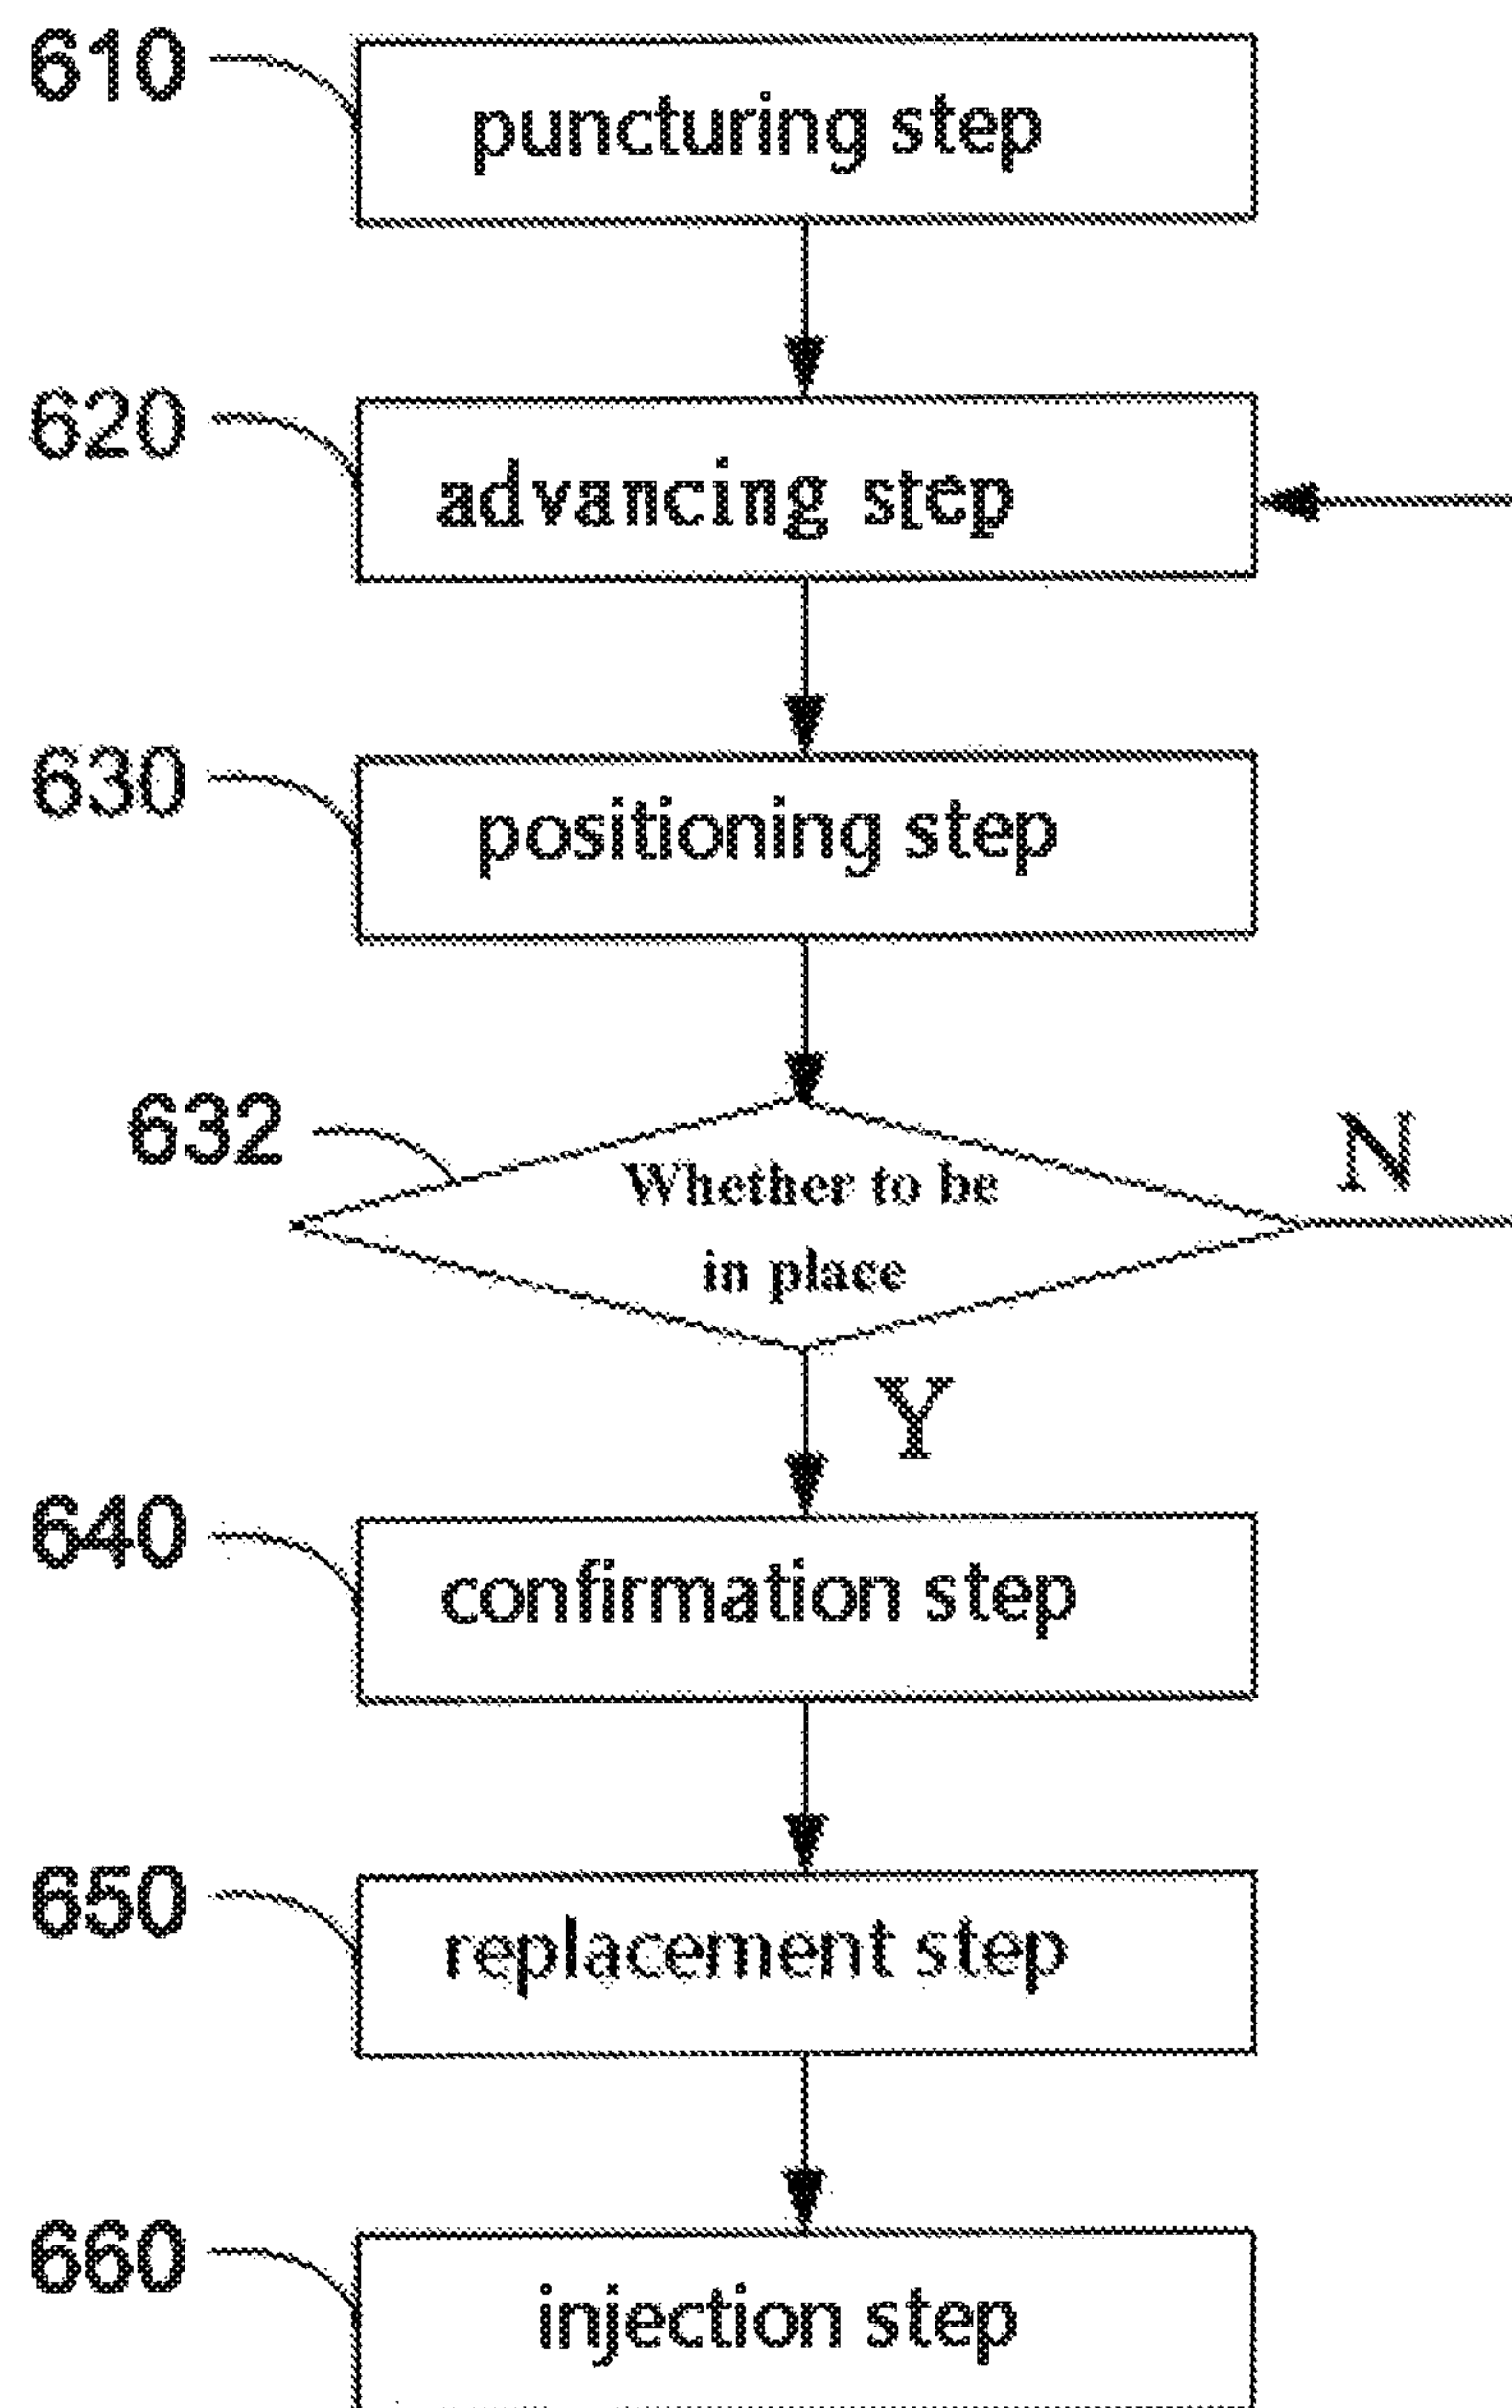 610
puncturing step
620
advancing step
630
positioning step
632
Whether to be
in place
N
Y
640
confirmation step
650
replacement step
660
injection step